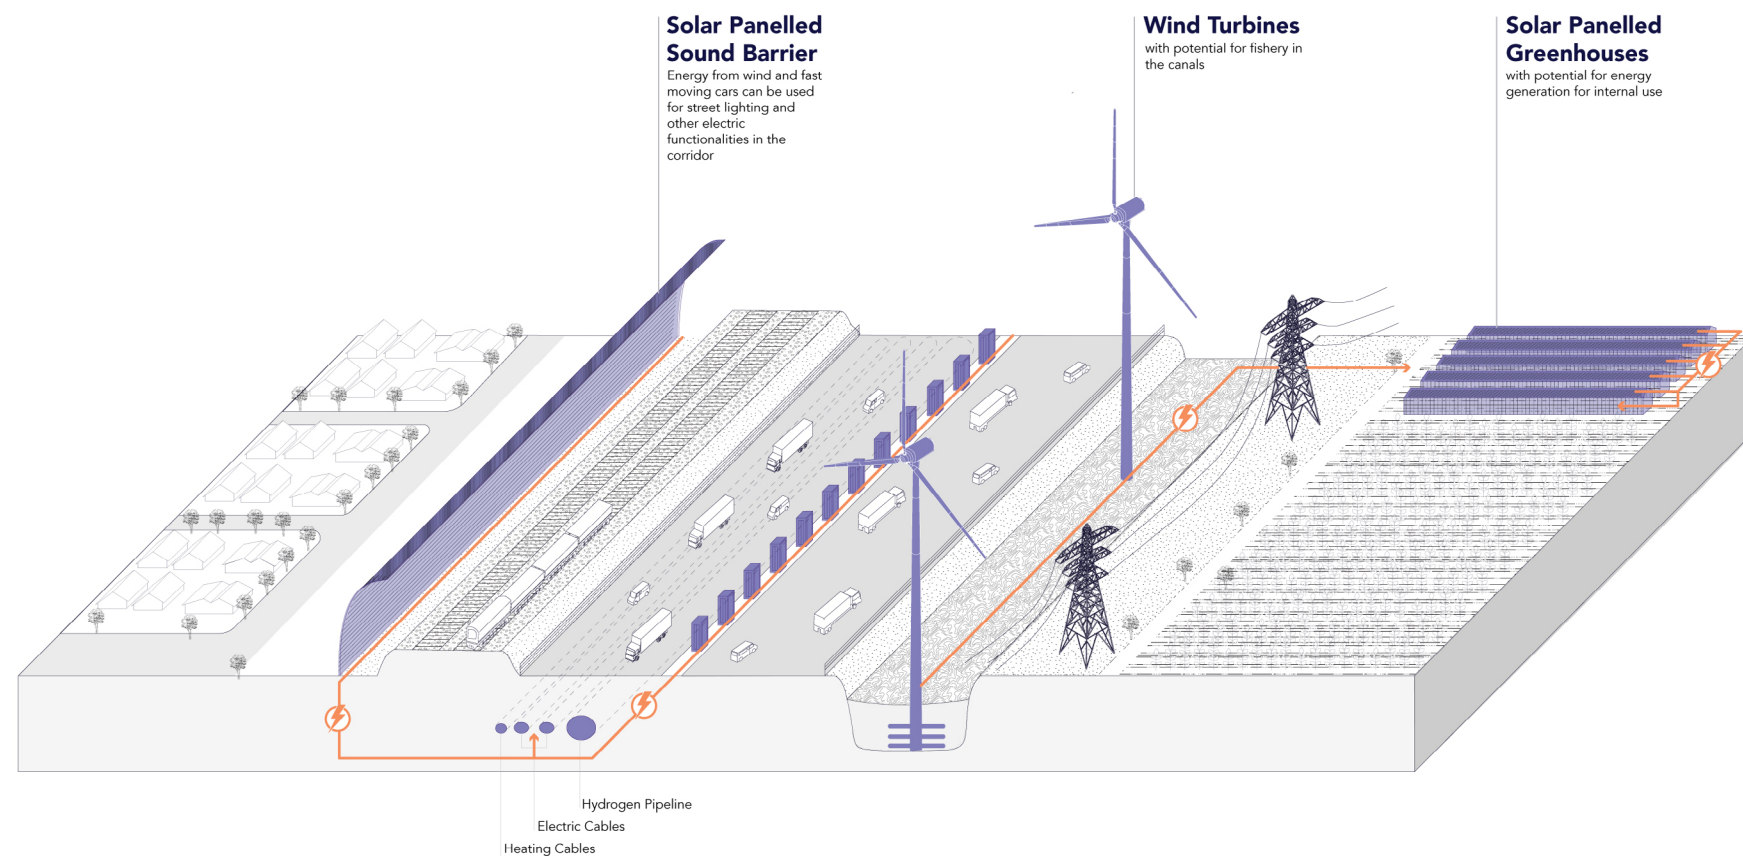 Solar Panelled
Sound Barrier
Energy from wind and fast
moving cars can be used
for street lighting and
other electric
functionalities in the
corridor
Wind Turbines
with potential for fishery in
the canals
Solar Panelled
Greenhouses
with potential for energy
generation for internal use
Hydrogen Pipeline
Electric Cables
Heating Cables